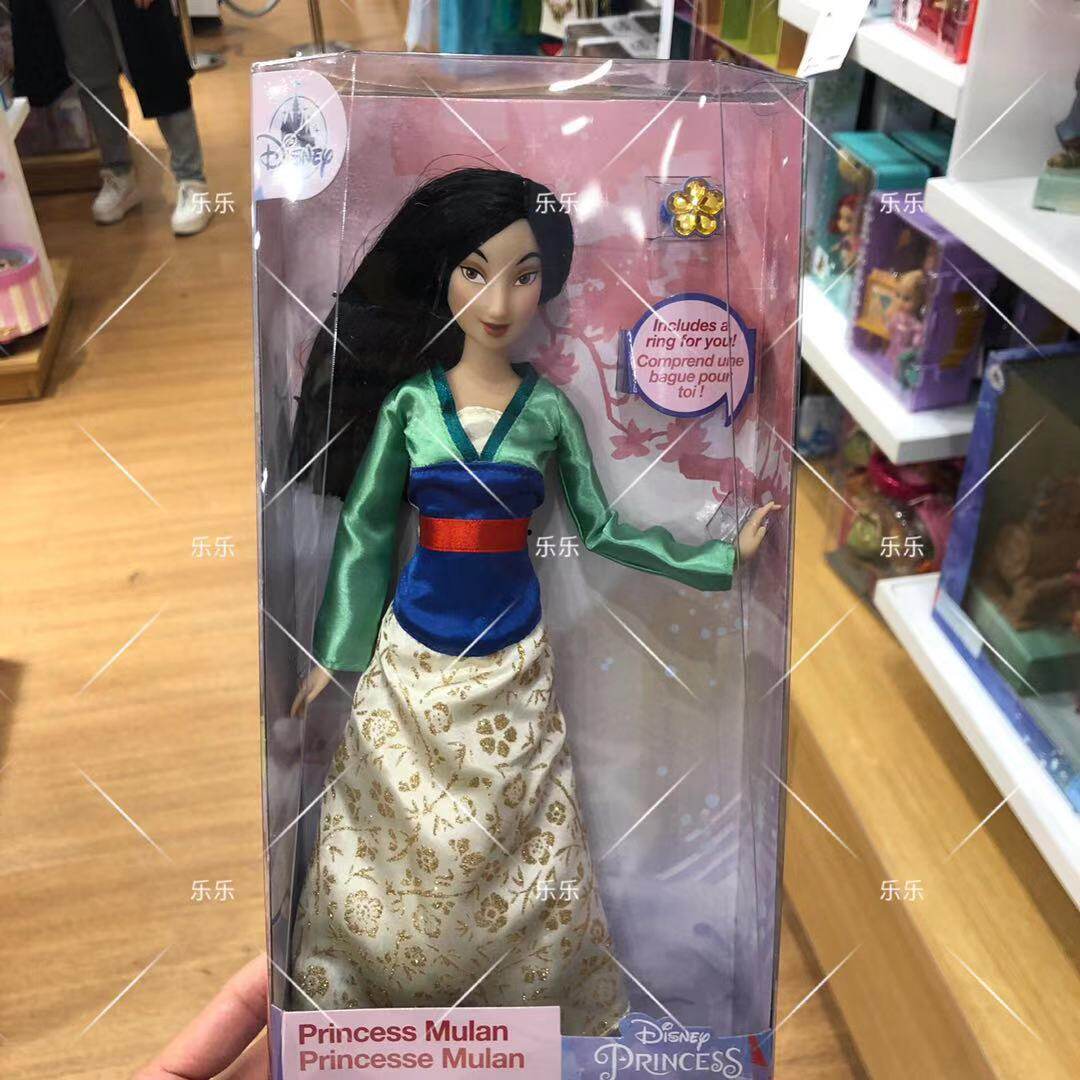 Disney
乐乐
乐乐
乐乐
Includes a
ring for you!
Comprend une
bague pour
toi !
乐乐
乐乐
乐乐
乐乐
乐乐
乐乐
Princess Mulan
Princesse Mulan
Disney
PRINCESS